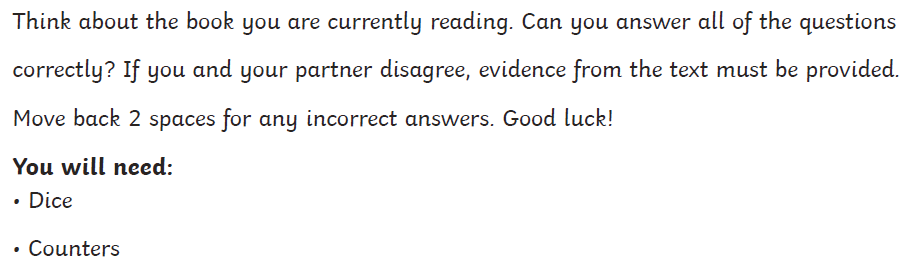 Think about the book you are currently reading. Can you answer all of the questions
correctly? If you and your partner disagree, evidence from the text must be provided.
Move back 2 spaces for any incorrect answers. Good luck!
You will need:
• Dice
• Counters